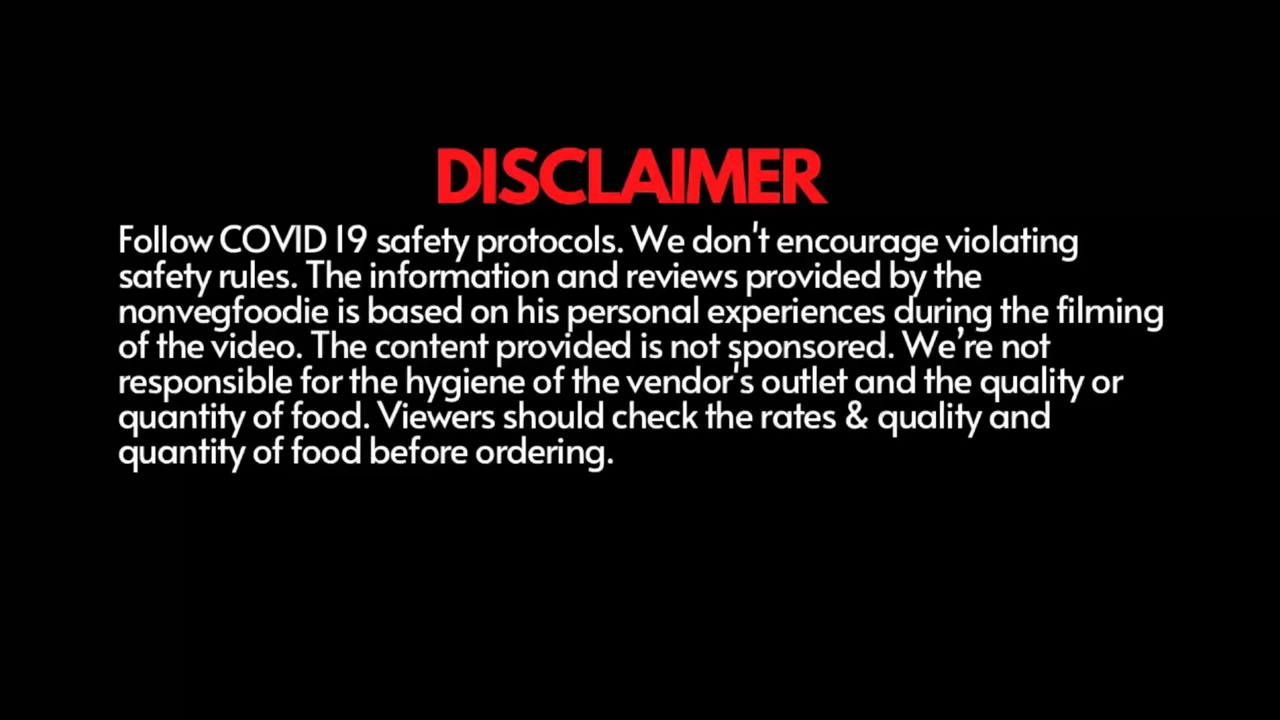 DISCLAIMER
Follow COVID 19 safety protocols. We don't encourage violating
safety rules. The information and reviews provided by the
nonvegfoodie is based on his personal experiences during the filming
of the video. The content provided is not sponsored. We’re not
responsible for the hygiene of the vendor's outlet and the quality or
quantity of food. Viewers should check the rates & quality and
quantity of food before ordering.